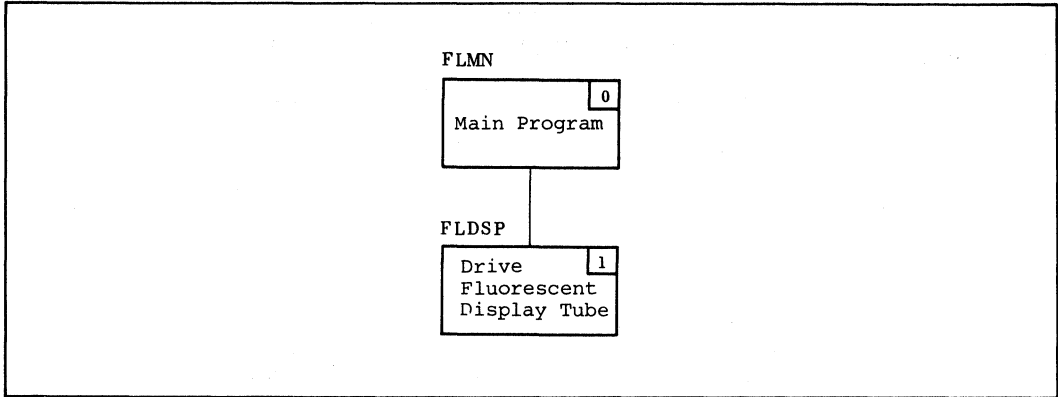 FLMN
0
Main Program
FLDSP
1
Drive
Fluorescent
Display Tube